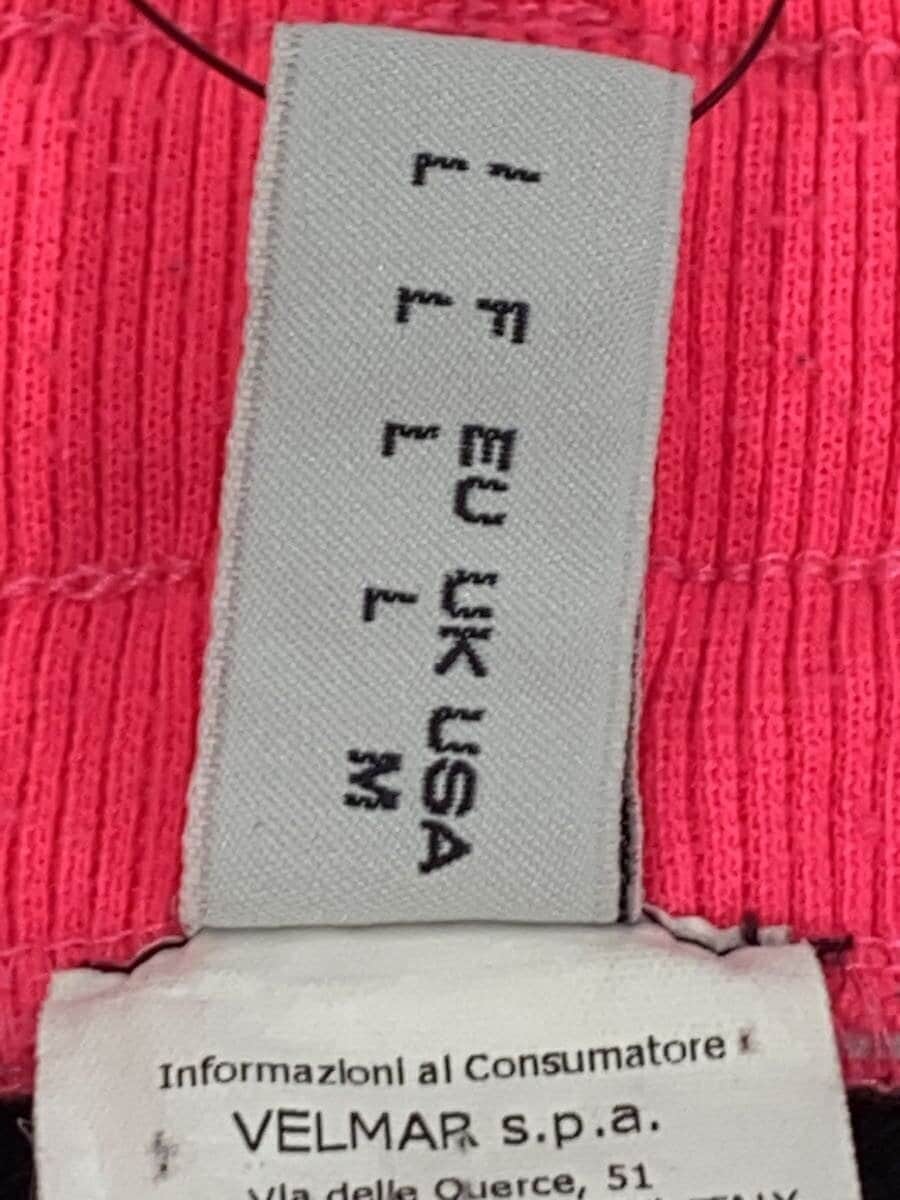 I F EU UK USA
L L L L M
Informazioni al Consumatore
VELMAR s.p.a.
Via delle Querce, 51